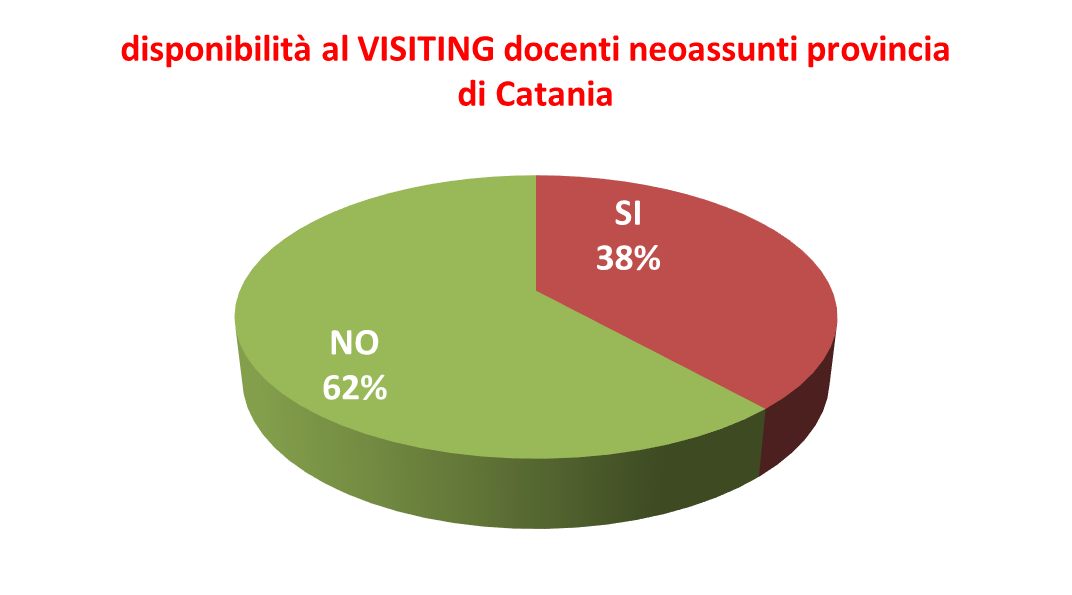 disponibilità al VISITING docenti neoassunti provincia
di Catania
SI
38%
NO
62%